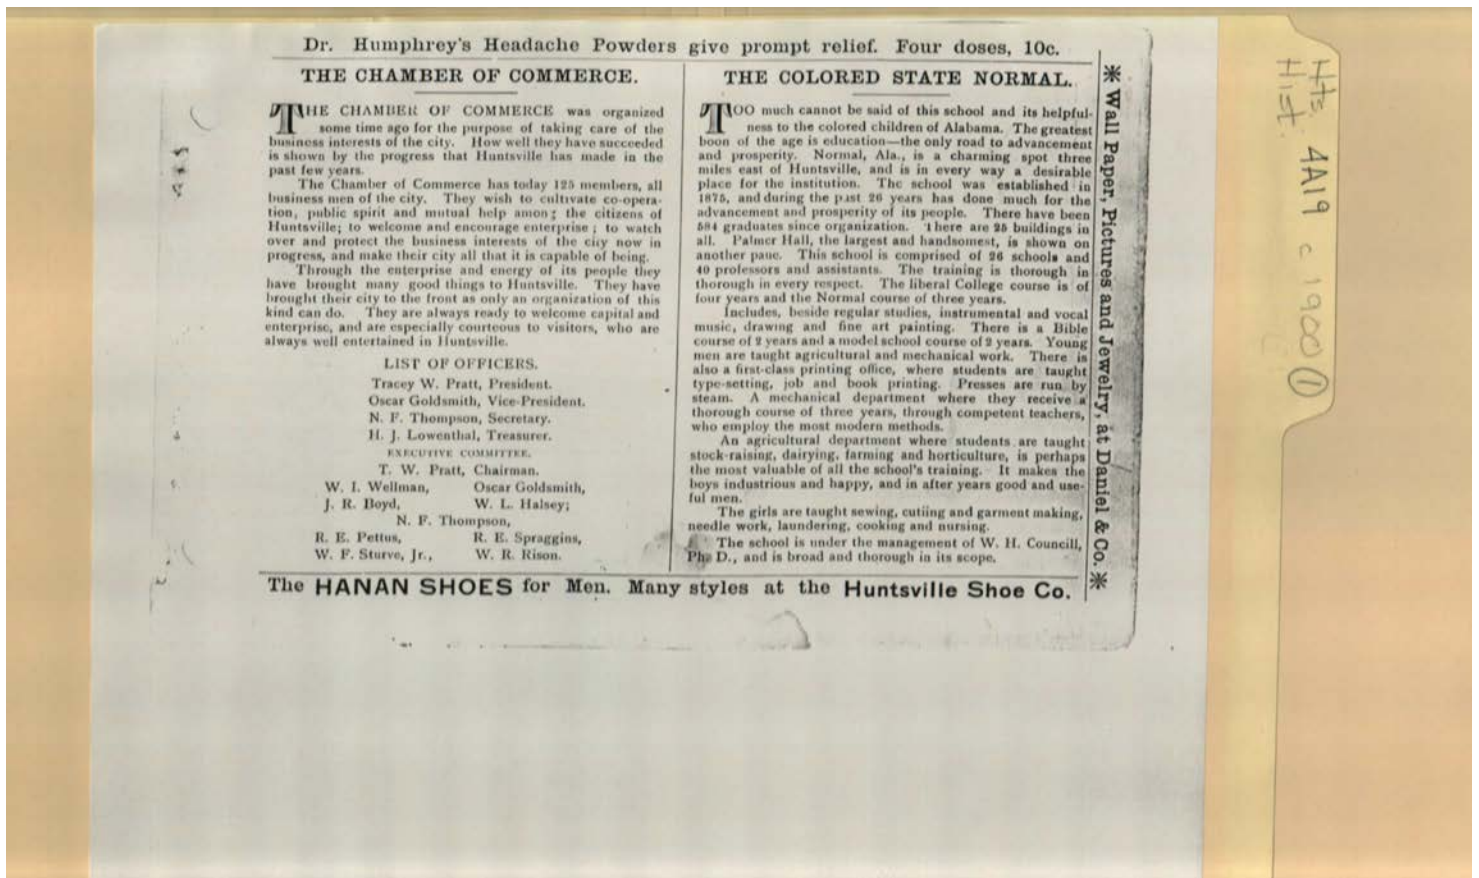 Dr. Humphrey's Headache Powders give prompt relief. Four doses, 10c.
THE CHAMBER OF COMMERCE.
THE CHAMBER OF COMMERCE was organized
some time ago for the purpose of taking care of the
business interests of the city. How well they have succeeded
is shown by the progress that Huntsville has made in the
past few years.
The Chamber of Commerce has today 125 members, all
business men of the city. They wish to cultivate co-opera-
tion, public spirit and mutual help among; the citizens of
Huntsville; to welcome and encourage enterprise; to watch
over and protect the business interests of the city now in
progress, and make their city all that it is capable of being.
Through the enterprise and energy of its people they
have brought many good things to Huntsville. They have
brought their city to the front as only an organization of this
kind can do. They are always ready to welcome capital and
enterprise, and are especially courteous to visitors, who are
always well entertained in Huntsville.
LIST OF OFFICERS.
Tracey W. Pratt, President.
Oscar Goldsmith, Vice-President.
N. F. Thompson, Secretary.
H. J. Lowenthal, Treasurer.
EXECUTIVE COMMITTEE.
T. W. Pratt, Chairman.
W. I. Wellman, Oscar Goldsmith,
J. R. Boyd, W. L. Halsey;
N. F. Thompson,
R. E. Pettus, R. E. Spraggins,
W. F. Sturve, Jr., W. R. Rison.
THE COLORED STATE NORMAL.
TOO much cannot be said of this school and its helpful-
ness to the colored children of Alabama. The greatest
boon of the age is education—the only road to advancement
and prosperity. Normal, Ala., is a charming spot three
miles east of Huntsville, and is in every way a desirable
place for the institution. The school was established in
1875, and during the past 26 years has done much for the
advancement and prosperity of its people. There have been
584 graduates since organization. There are 25 buildings in
all. Palmer Hall, the largest and handsomest, is shown on
another page. This school is comprised of 26 schools and
40 professors and assistants. The training is thorough in
thorough in every respect. The liberal College course is of
four years and the Normal course of three years.
Includes, beside regular studies, instrumental and vocal
music, drawing and fine art painting. There is a Bible
course of 2 years and a model school course of 2 years. Young
men are taught agricultural and mechanical work. There is
also a first-class printing office, where students are taught
type-setting, job and book printing. Presses are run by
steam. A mechanical department where they receive a
thorough course of three years, through competent teachers,
who employ the most modern methods.
An agricultural department where students are taught
stock-raising, dairying, farming and horticulture, is perhaps
the most valuable of all the school's training. It makes the
boys industrious and happy, and in after years good and use-
ful men.
The girls are taught sewing, cutiing and garment making,
needle work, laundering, cooking and nursing.
The school is under the management of W. H. Councill,
Ph. D., and is broad and thorough in its scope.
The HANAN SHOES for Men. Many styles at the Huntsville Shoe Co.
Wall Paper, Pictures and Jewelry, at Daniel & Co.
Hts. 4A19 c 1900 ①
Hist.